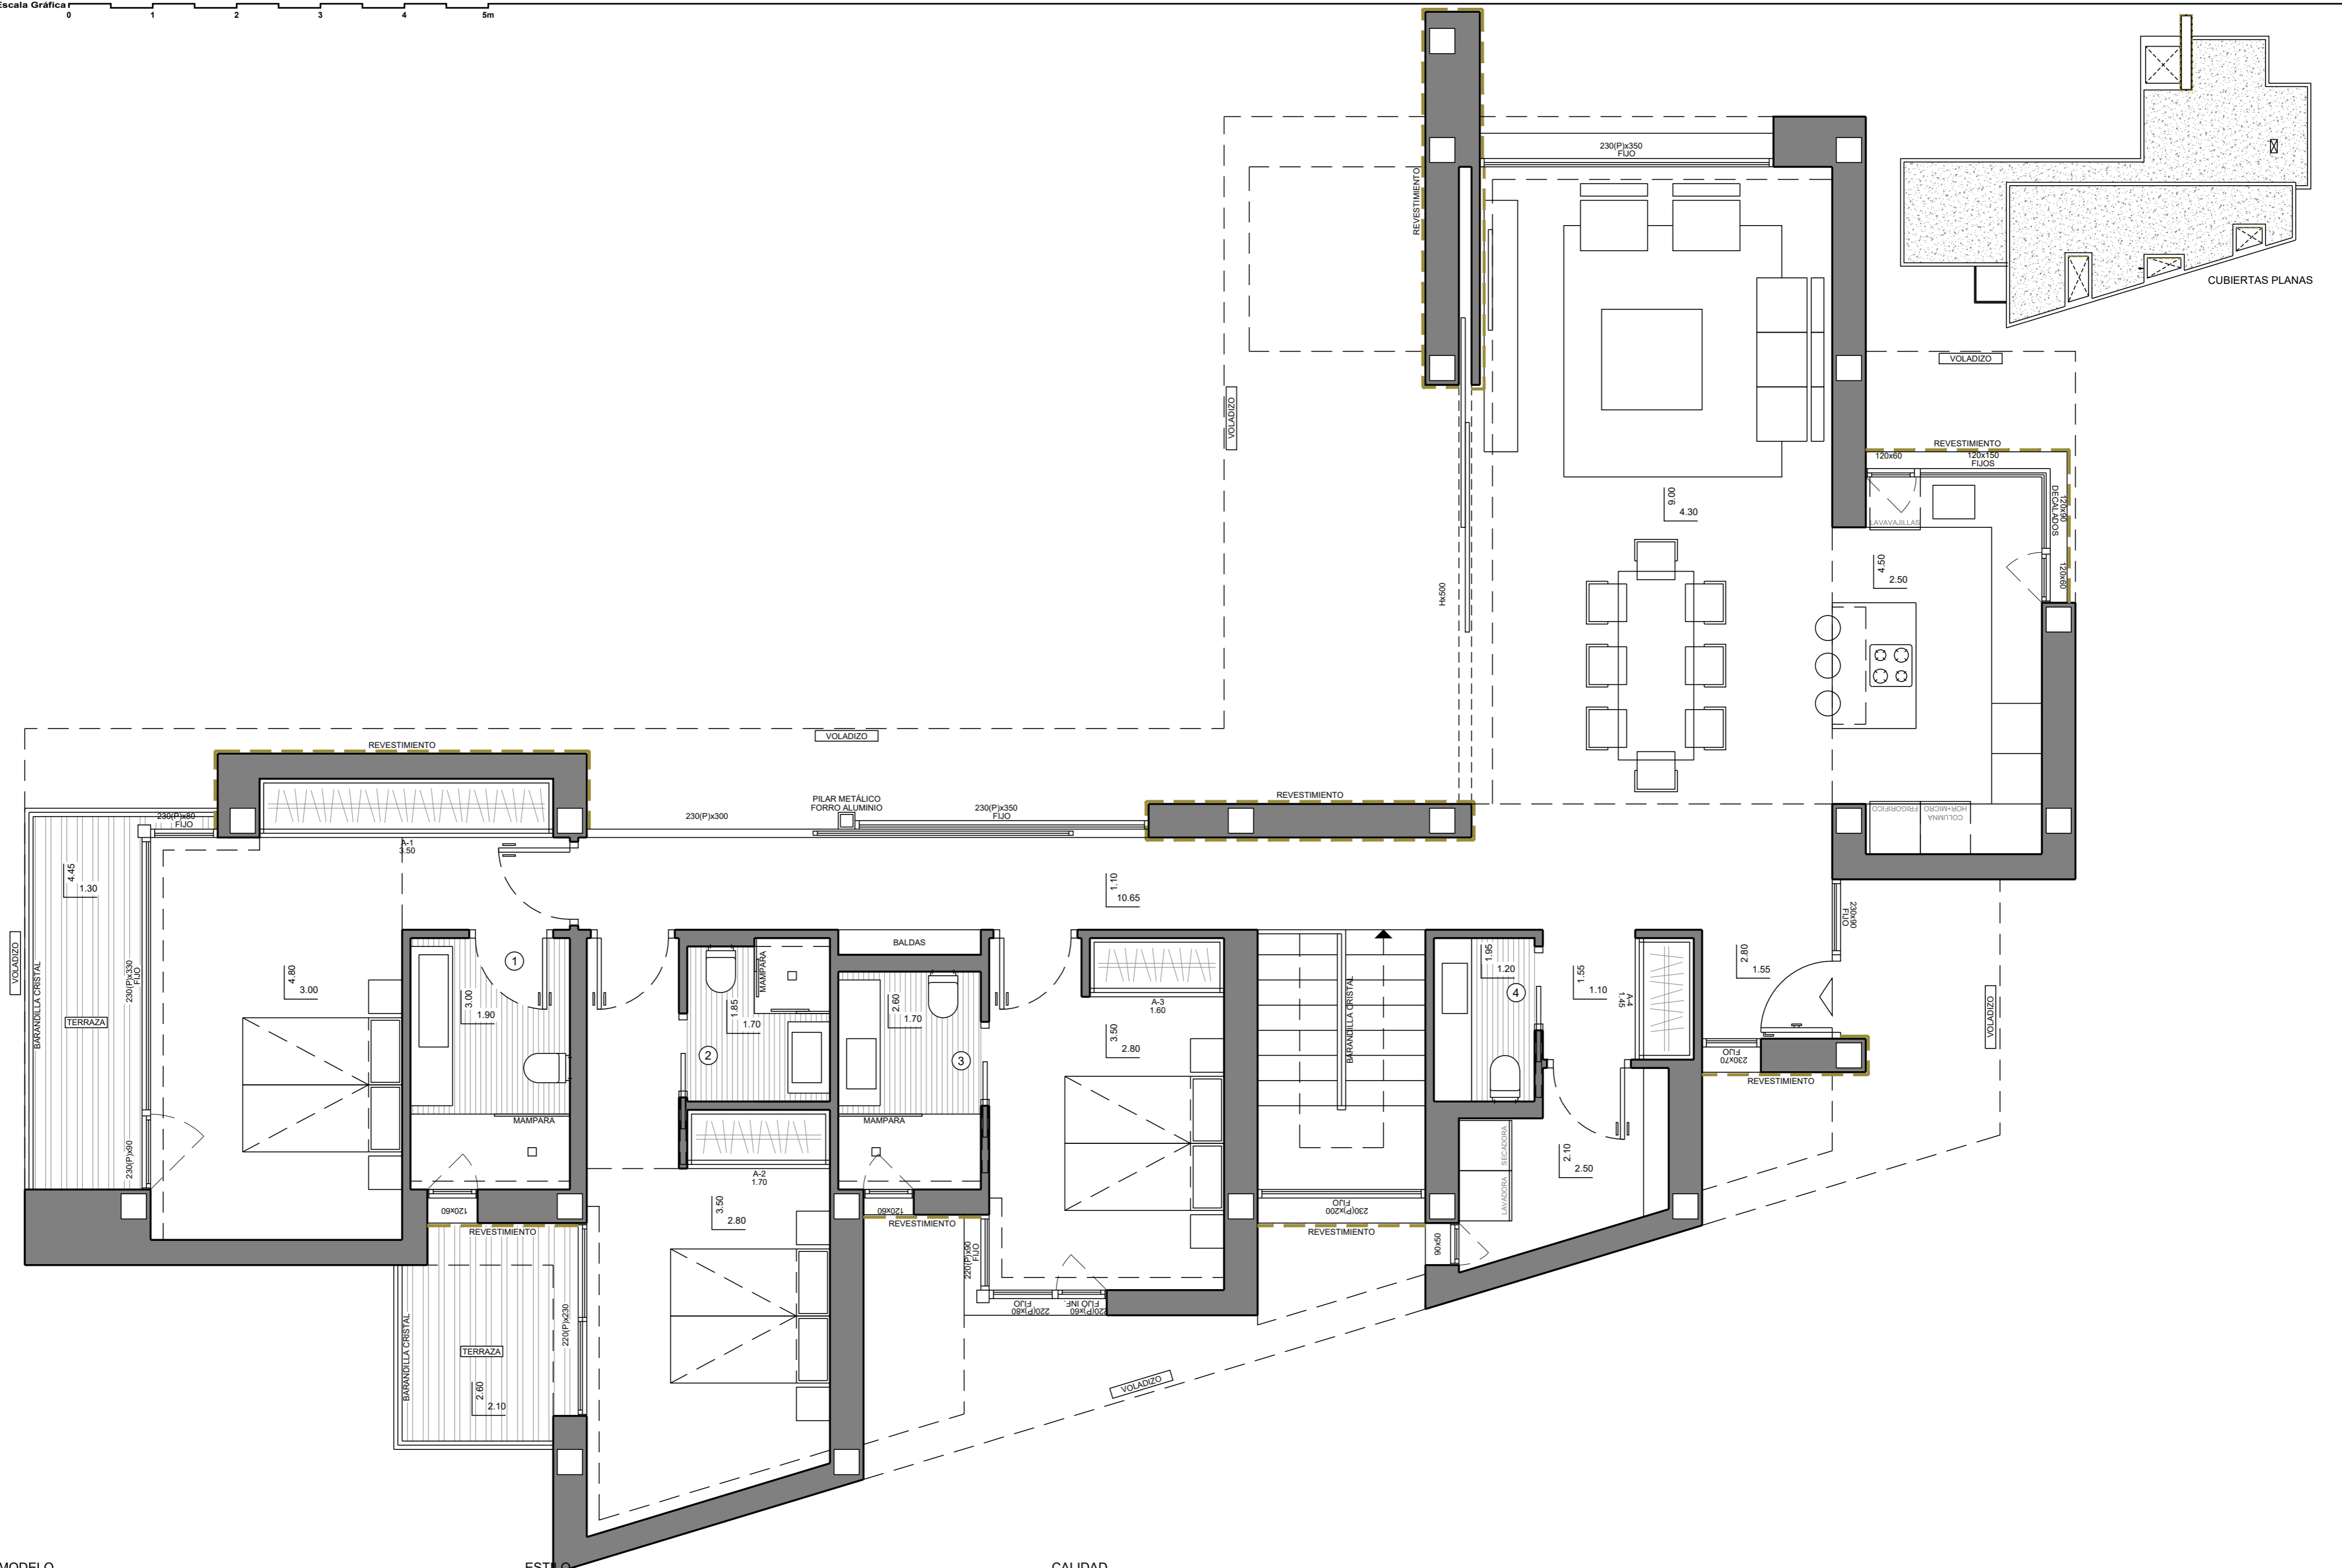 Escala Gráfica
0 1 2 3 4 5m
230(P)x350
FIJO
REVESTIMIENTO
CUBIERTAS PLANAS
VOLADIZO
VOLADIZO
REVESTIMIENTO
120x60
120x150
FIJOS
120x90
DECALADOS
120x60
LAVAVAJILLAS
9.00
4.30
4.50
2.50
Hx500
VOLADIZO
REVESTIMIENTO
230(P)x80
FIJO
PILAR METÁLICO
FORRO ALUMINIO
230(P)x300
230(P)x350
FIJO
REVESTIMIENTO
FRIGORIFICO
COLUMNA
HOR+MICRO
A-1
3.50
4.45
1.30
1.10
10.65
230x90
FIJO
VOLADIZO
BARANDILLA CRISTAL
TERRAZA
230(P)x330
FIJO
230(P)x90
4.80
3.00
1
3.00
1.90
MAMPARA
BALDAS
MAMPARA
1.85
1.70
2
2.60
1.70
3
MAMPARA
A-3
1.60
3.50
2.80
BARANDILLA CRISTAL
1.95
1.20
4
1.55
1.10
A-4
1.45
2.80
1.55
230x70
FIJO
REVESTIMIENTO
VOLADIZO
A-2
1.70
3.50
2.80
SECADORA
LAVADORA
2.10
2.50
120x60
REVESTIMIENTO
120x60
REVESTIMIENTO
230(P)x200
FIJO
REVESTIMIENTO
90x50
220(P)x90
FIJO
220(P)x80
FIJO
220(P)x60
FIJO INF
BARANDILLA CRISTAL
TERRAZA
220(P)x230
2.60
2.10
VOLADIZO
MODELO
ESTILO
CALIDAD